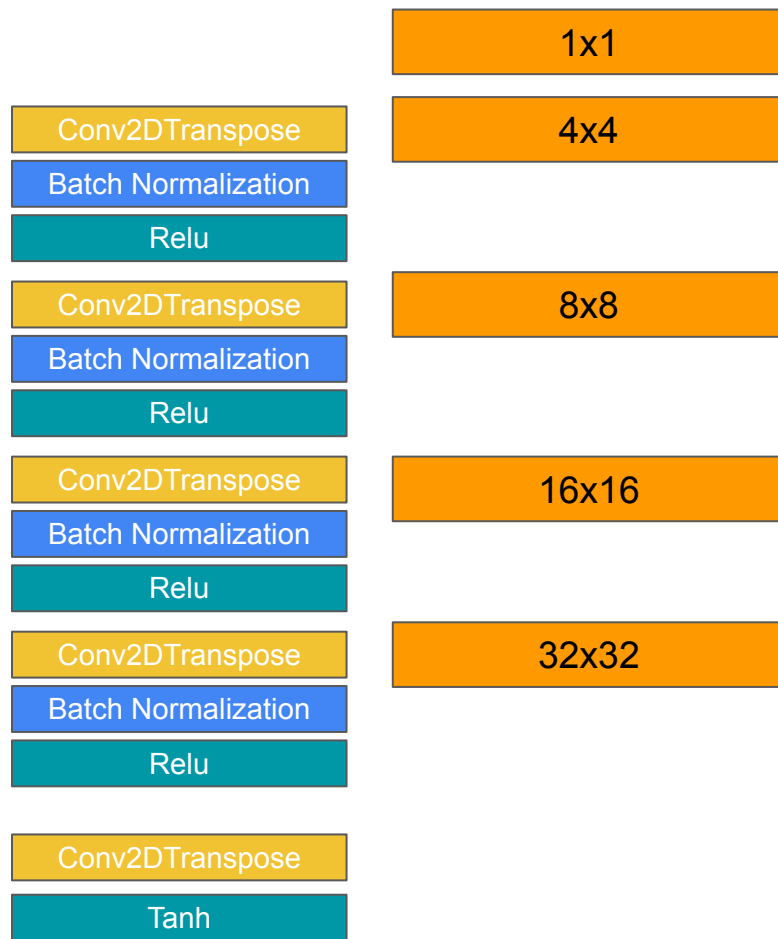 1x1
Conv2DTranspose
4x4
Batch Normalization
Relu
Conv2DTranspose
8x8
Batch Normalization
Relu
Conv2DTranspose
16x16
Batch Normalization
Relu
Conv2DTranspose
32x32
Batch Normalization
Relu
Conv2DTranspose
Tanh